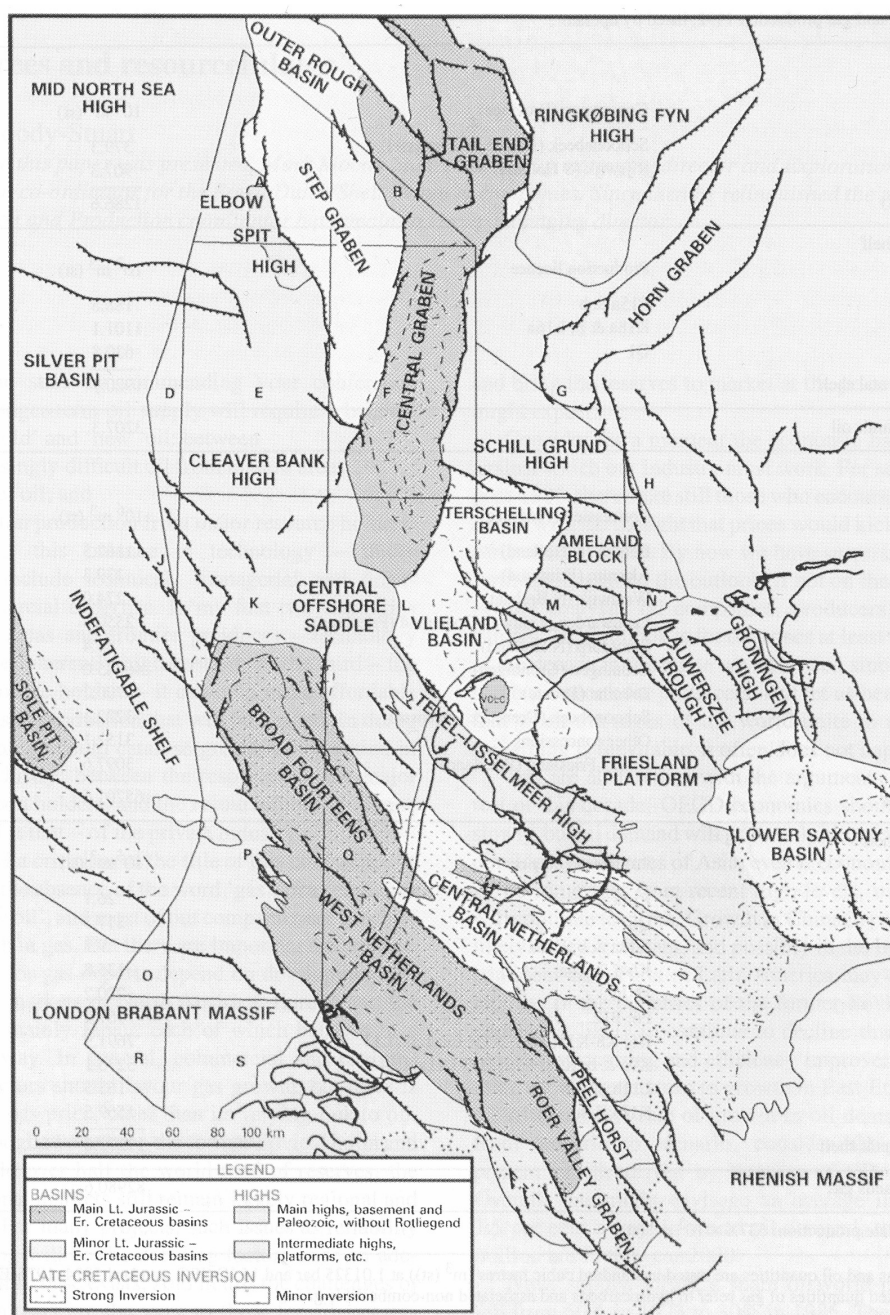 OUTER ROUGH
BASIN
MID NORTH SEA
HIGH
RINGKØBING FYN
HIGH
TAIL END
GRABEN
STEP GRABEN
B
ELBOW
SPIT
HIGH
HORN GRABEN
CENTRAL GRABEN
SILVER PIT
BASIN
D
E
F
G
CLEAVER BANK
HIGH
SCHILL GRUND
HIGH
H
TERSCHELLING
BASIN
AMELAND
BLOCK
J
K
CENTRAL
OFFSHORE
SADDLE
L
M
N
VLIELAND
BASIN
INDEFATIGABLE SHELF
LAUWERSZEE
TROUGH
GRONINGEN
HIGH
SOLE PIT
BASIN
VOLC
TEXEL-IJSSELMEER HIGH
BROAD FOURTEENS
BASIN
FRIESLAND
PLATFORM
LOWER SAXONY
BASIN
P
Q
CENTRAL NETHERLANDS
BASIN
WEST NETHERLANDS
BASIN
O
LONDON BRABANT MASSIF
R
S
PEEL HORST
ROER VALLEY GRABEN
RHENISH MASSIF
0 20 40 60 80 100 km
LEGEND
BASINS
HIGHS
Main Lt. Jurassic –
Er. Cretaceous basins
Main highs, basement and
Paleozoic, without Rotliegend
Minor Lt. Jurassic –
Er. Cretaceous basins
Intermediate highs,
platforms, etc.
LATE CRETACEOUS INVERSION
Strong Inversion
Minor Inversion